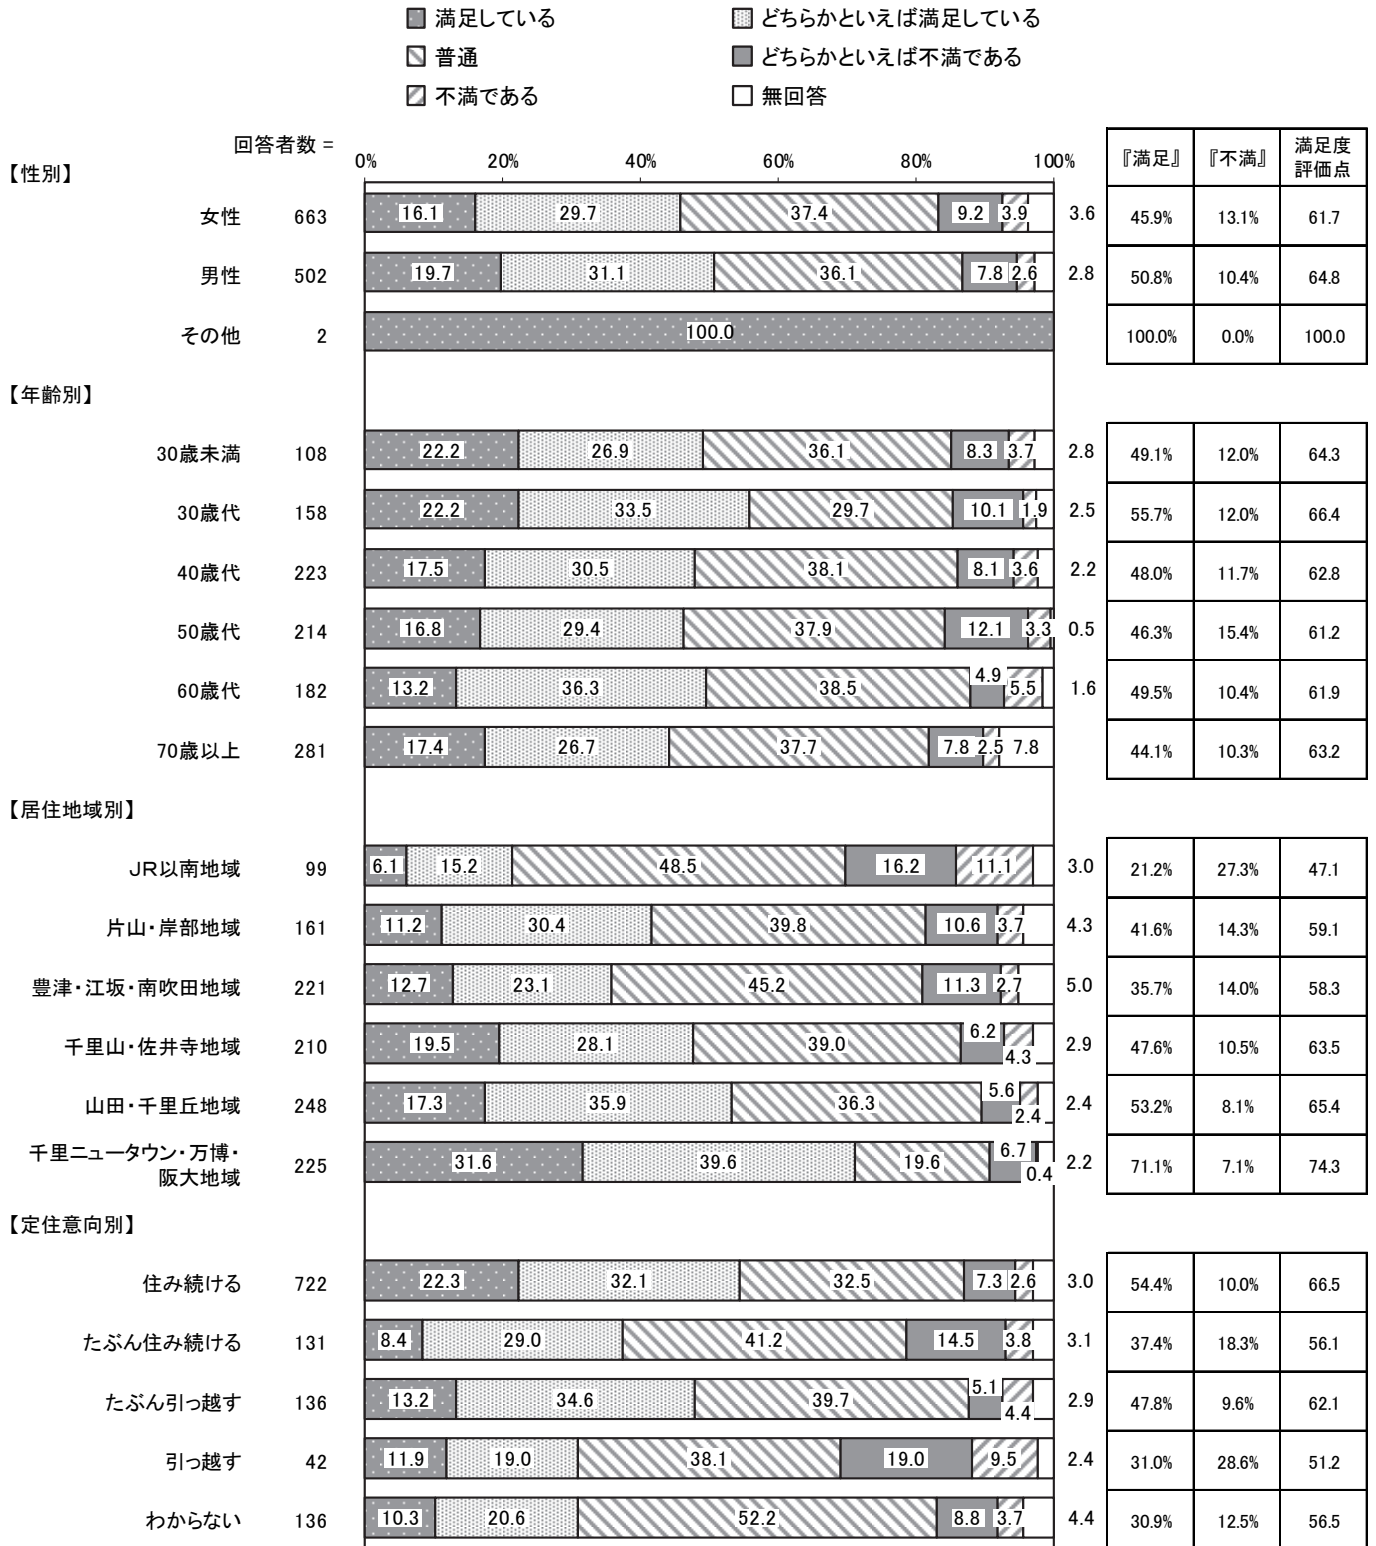 満足している どちらかといえば満足している
普通 どちらかといえば不満である
不満である 無回答
回答者数 = 0% 20% 40% 60% 80% 100% 『満足』 『不満』 満足度評価点
【性別】
女性 663 16.1 29.7 37.4 9.2 3.9 3.6 45.9% 13.1% 61.7
男性 502 19.7 31.1 36.1 7.8 2.6 2.8 50.8% 10.4% 64.8
その他 2 100.0 100.0% 0.0% 100.0
【年齢別】
30歳未満 108 22.2 26.9 36.1 8.3 3.7 2.8 49.1% 12.0% 64.3
30歳代 158 22.2 33.5 29.7 10.1 1.9 2.5 55.7% 12.0% 66.4
40歳代 223 17.5 30.5 38.1 8.1 3.6 2.2 48.0% 11.7% 62.8
50歳代 214 16.8 29.4 37.9 12.1 3.3 0.5 46.3% 15.4% 61.2
60歳代 182 13.2 36.3 38.5 4.9 5.5 1.6 49.5% 10.4% 61.9
70歳以上 281 17.4 26.7 37.7 7.8 2.5 7.8 44.1% 10.3% 63.2
【居住地域別】
JR以南地域 99 6.1 15.2 48.5 16.2 11.1 3.0 21.2% 27.3% 47.1
片山・岸部地域 161 11.2 30.4 39.8 10.6 3.7 4.3 41.6% 14.3% 59.1
豊津・江坂・南吹田地域 221 12.7 23.1 45.2 11.3 2.7 5.0 35.7% 14.0% 58.3
千里山・佐井寺地域 210 19.5 28.1 39.0 6.2 4.3 2.9 47.6% 10.5% 63.5
山田・千里丘地域 248 17.3 35.9 36.3 5.6 2.4 2.4 53.2% 8.1% 65.4
千里ニュータウン・万博・
阪大地域 225 31.6 39.6 19.6 6.7 0.4 2.2 71.1% 7.1% 74.3
【定住意向別】
住み続ける 722 22.3 32.1 32.5 7.3 2.6 3.0 54.4% 10.0% 66.5
たぶん住み続ける 131 8.4 29.0 41.2 14.5 3.8 3.1 37.4% 18.3% 56.1
たぶん引っ越す 136 13.2 34.6 39.7 5.1 4.4 2.9 47.8% 9.6% 62.1
引っ越す 42 11.9 19.0 38.1 19.0 9.5 2.4 31.0% 28.6% 51.2
わからない 136 10.3 20.6 52.2 8.8 3.7 4.4 30.9% 12.5% 56.5